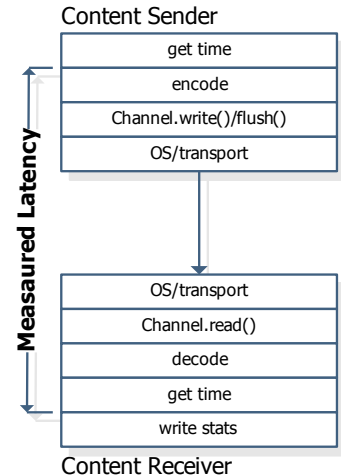 Content Sender
get time
encode
Channel.write()/flush()
OS/transport
Measaured Latency
OS/transport
Channel.read()
decode
get time
write stats
Content Receiver